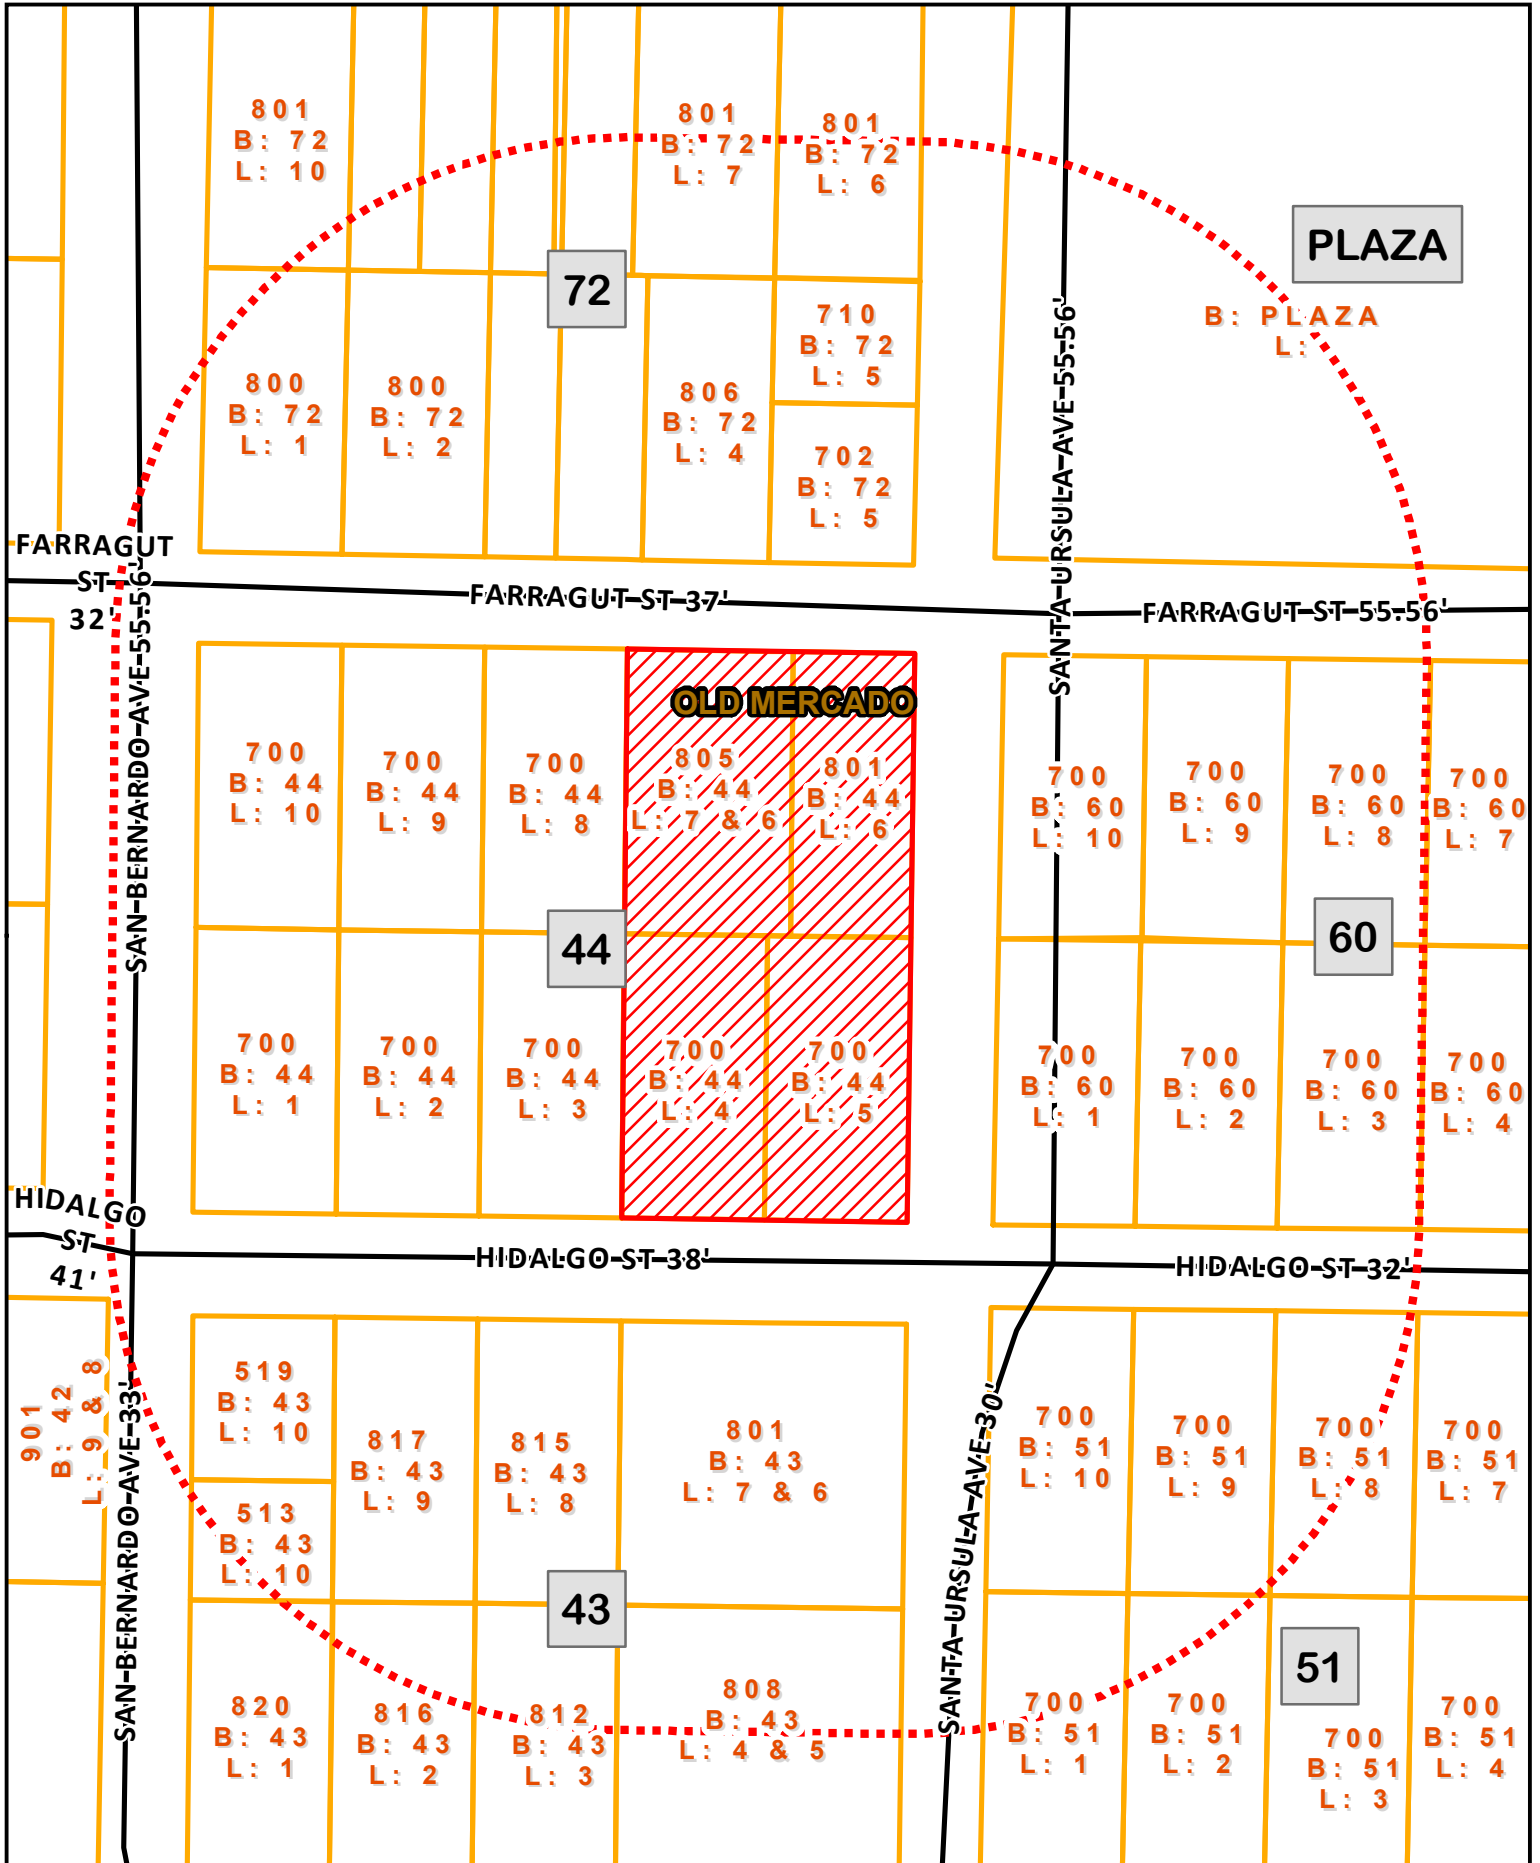 801
B: 72
L: 10
801
B: 72
L: 7
801
B: 72
L: 6
PLAZA
B: PLAZA
L:
72
800
B: 72
L: 1
800
B: 72
L: 2
806
B: 72
L: 4
710
B: 72
L: 5
702
B: 72
L: 5
SANTA URSULA AVE 55.56'
FARRAGUT
ST
32'
FARRAGUT ST 37'
FARRAGUT ST 55.56'
SAN BERNARDO AVE 55.56'
OLD MERCADO
700
B: 44
L: 10
700
B: 44
L: 9
700
B: 44
L: 8
805
B: 44
L: 7 & 6
801
B: 44
L: 6
700
B: 60
L: 10
700
B: 60
L: 9
700
B: 60
L: 8
700
B: 60
L: 7
44
60
700
B: 44
L: 1
700
B: 44
L: 2
700
B: 44
L: 3
700
B: 44
L: 4
700
B: 44
L: 5
700
B: 60
L: 1
700
B: 60
L: 2
700
B: 60
L: 3
700
B: 60
L: 4
HIDALGO
ST
41'
HIDALGO ST 38'
HIDALGO ST 32'
901
B: 42
L: 9 & 8
SAN BERNARDO AVE 33'
519
B: 43
L: 10
513
B: 43
L: 10
817
B: 43
L: 9
815
B: 43
L: 8
801
B: 43
L: 7 & 6
SANTA URSULA AVE 30'
700
B: 51
L: 10
700
B: 51
L: 9
700
B: 51
L: 8
700
B: 51
L: 7
43
51
820
B: 43
L: 1
816
B: 43
L: 2
812
B: 43
L: 3
808
B: 43
L: 4 & 5
700
B: 51
L: 1
700
B: 51
L: 2
700
B: 51
L: 3
700
B: 51
L: 4